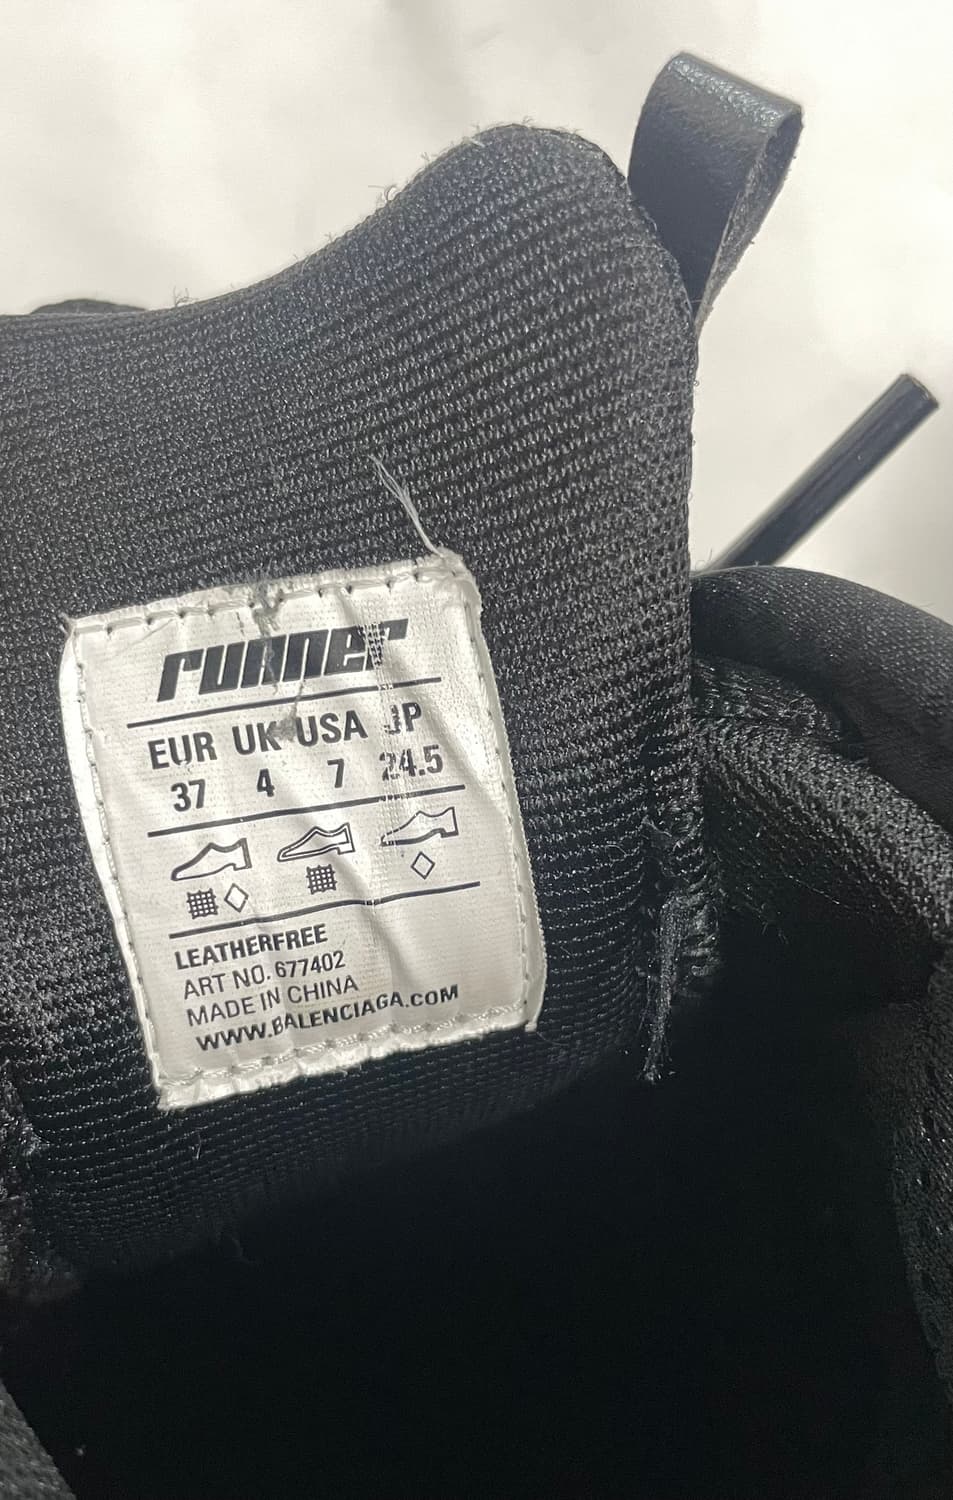 runner
EUR UK USA JP
37 4 7 24.5
LEATHERFREE
ART NO. 677402
MADE IN CHINA
WWW.BALENCIAGA.COM